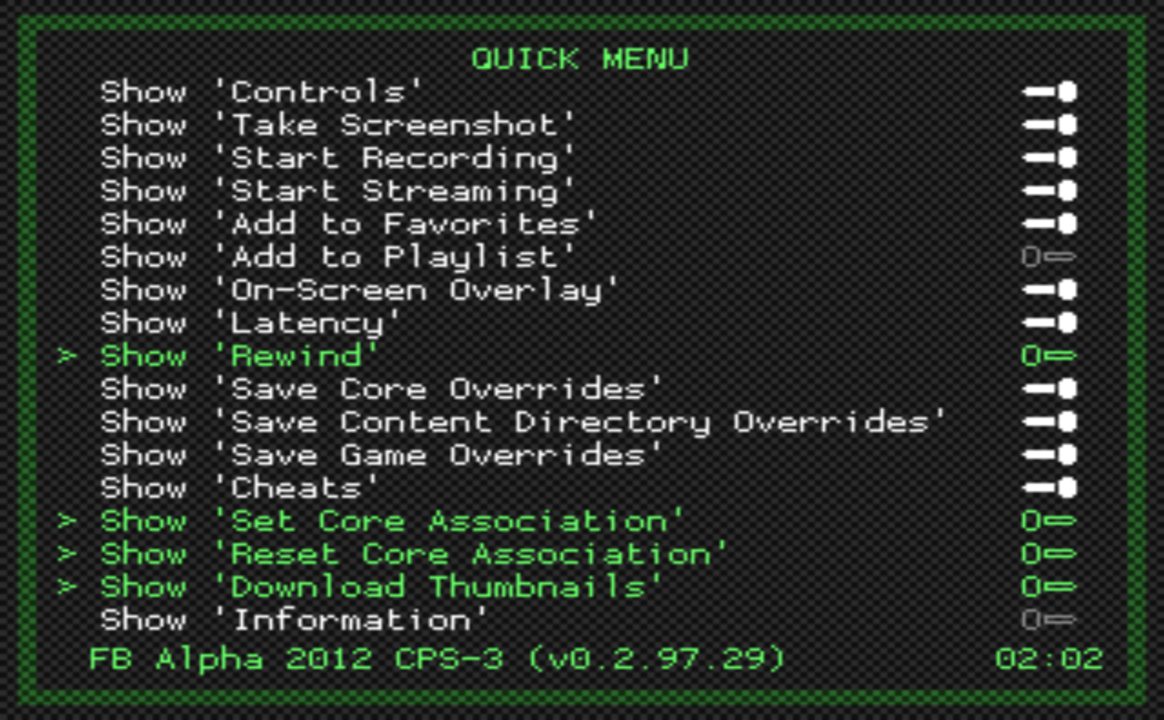 QUICK MENU
Show 'Controls'
Show 'Take Screenshot'
Show 'Start Recording'
Show 'Start Streaming'
Show 'Add to Favorites'
Show 'Add to Playlist'
Show 'On-Screen Overlay'
Show 'Latency'
> Show 'Rewind'
Show 'Save Core Overrides'
Show 'Save Content Directory Overrides'
Show 'Save Game Overrides'
Show 'Cheats'
> Show 'Set Core Association'
> Show 'Reset Core Association'
> Show 'Download Thumbnails'
Show 'Information'
FB Alpha 2012 CPS-3 (v0.2.97.29) 02:02